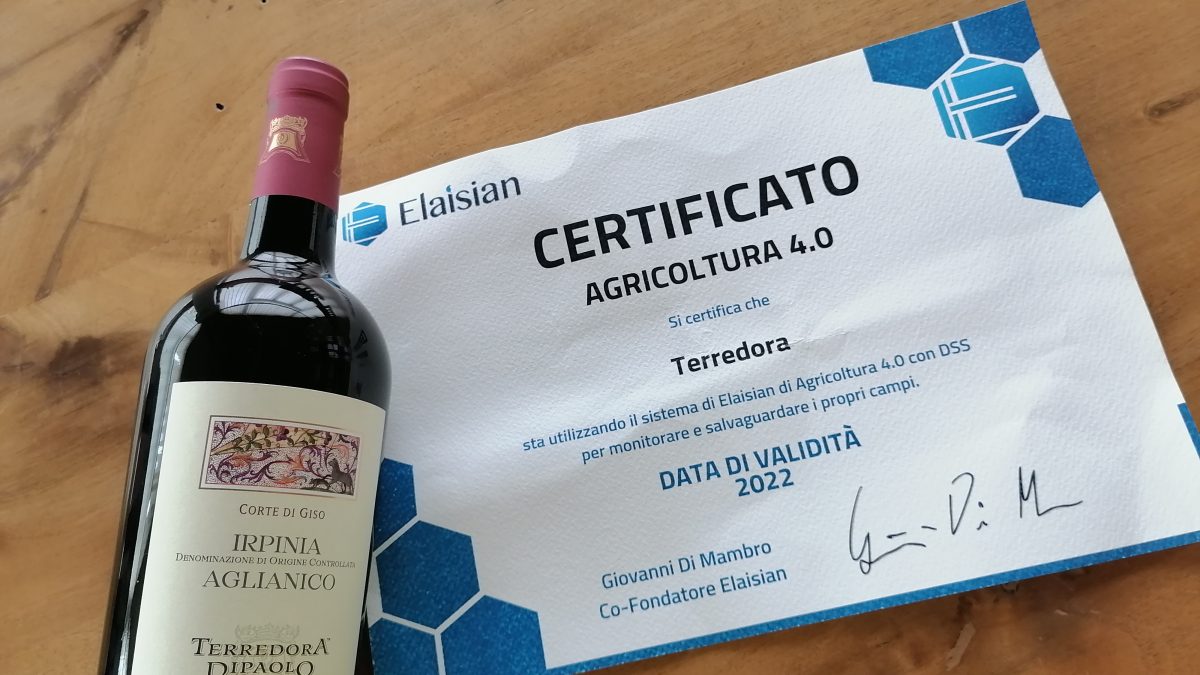 Elaisian
CERTIFICATO
AGRICOLTURA 4.0
Si certifica che
Terredora
sta utilizzando il sistema di Elaisian di Agricoltura 4.0 con DSS
per monitorare e salvaguardare i propri campi.
DATA DI VALIDITÀ
2022
Giovanni Di Mambro
Co-Fondatore Elaisian
CORTE DI GISO
IRPINIA
DENOMINAZIONE DI ORIGINE CONTROLLATA
AGLIANICO
TERREDORA
DIPAOLO